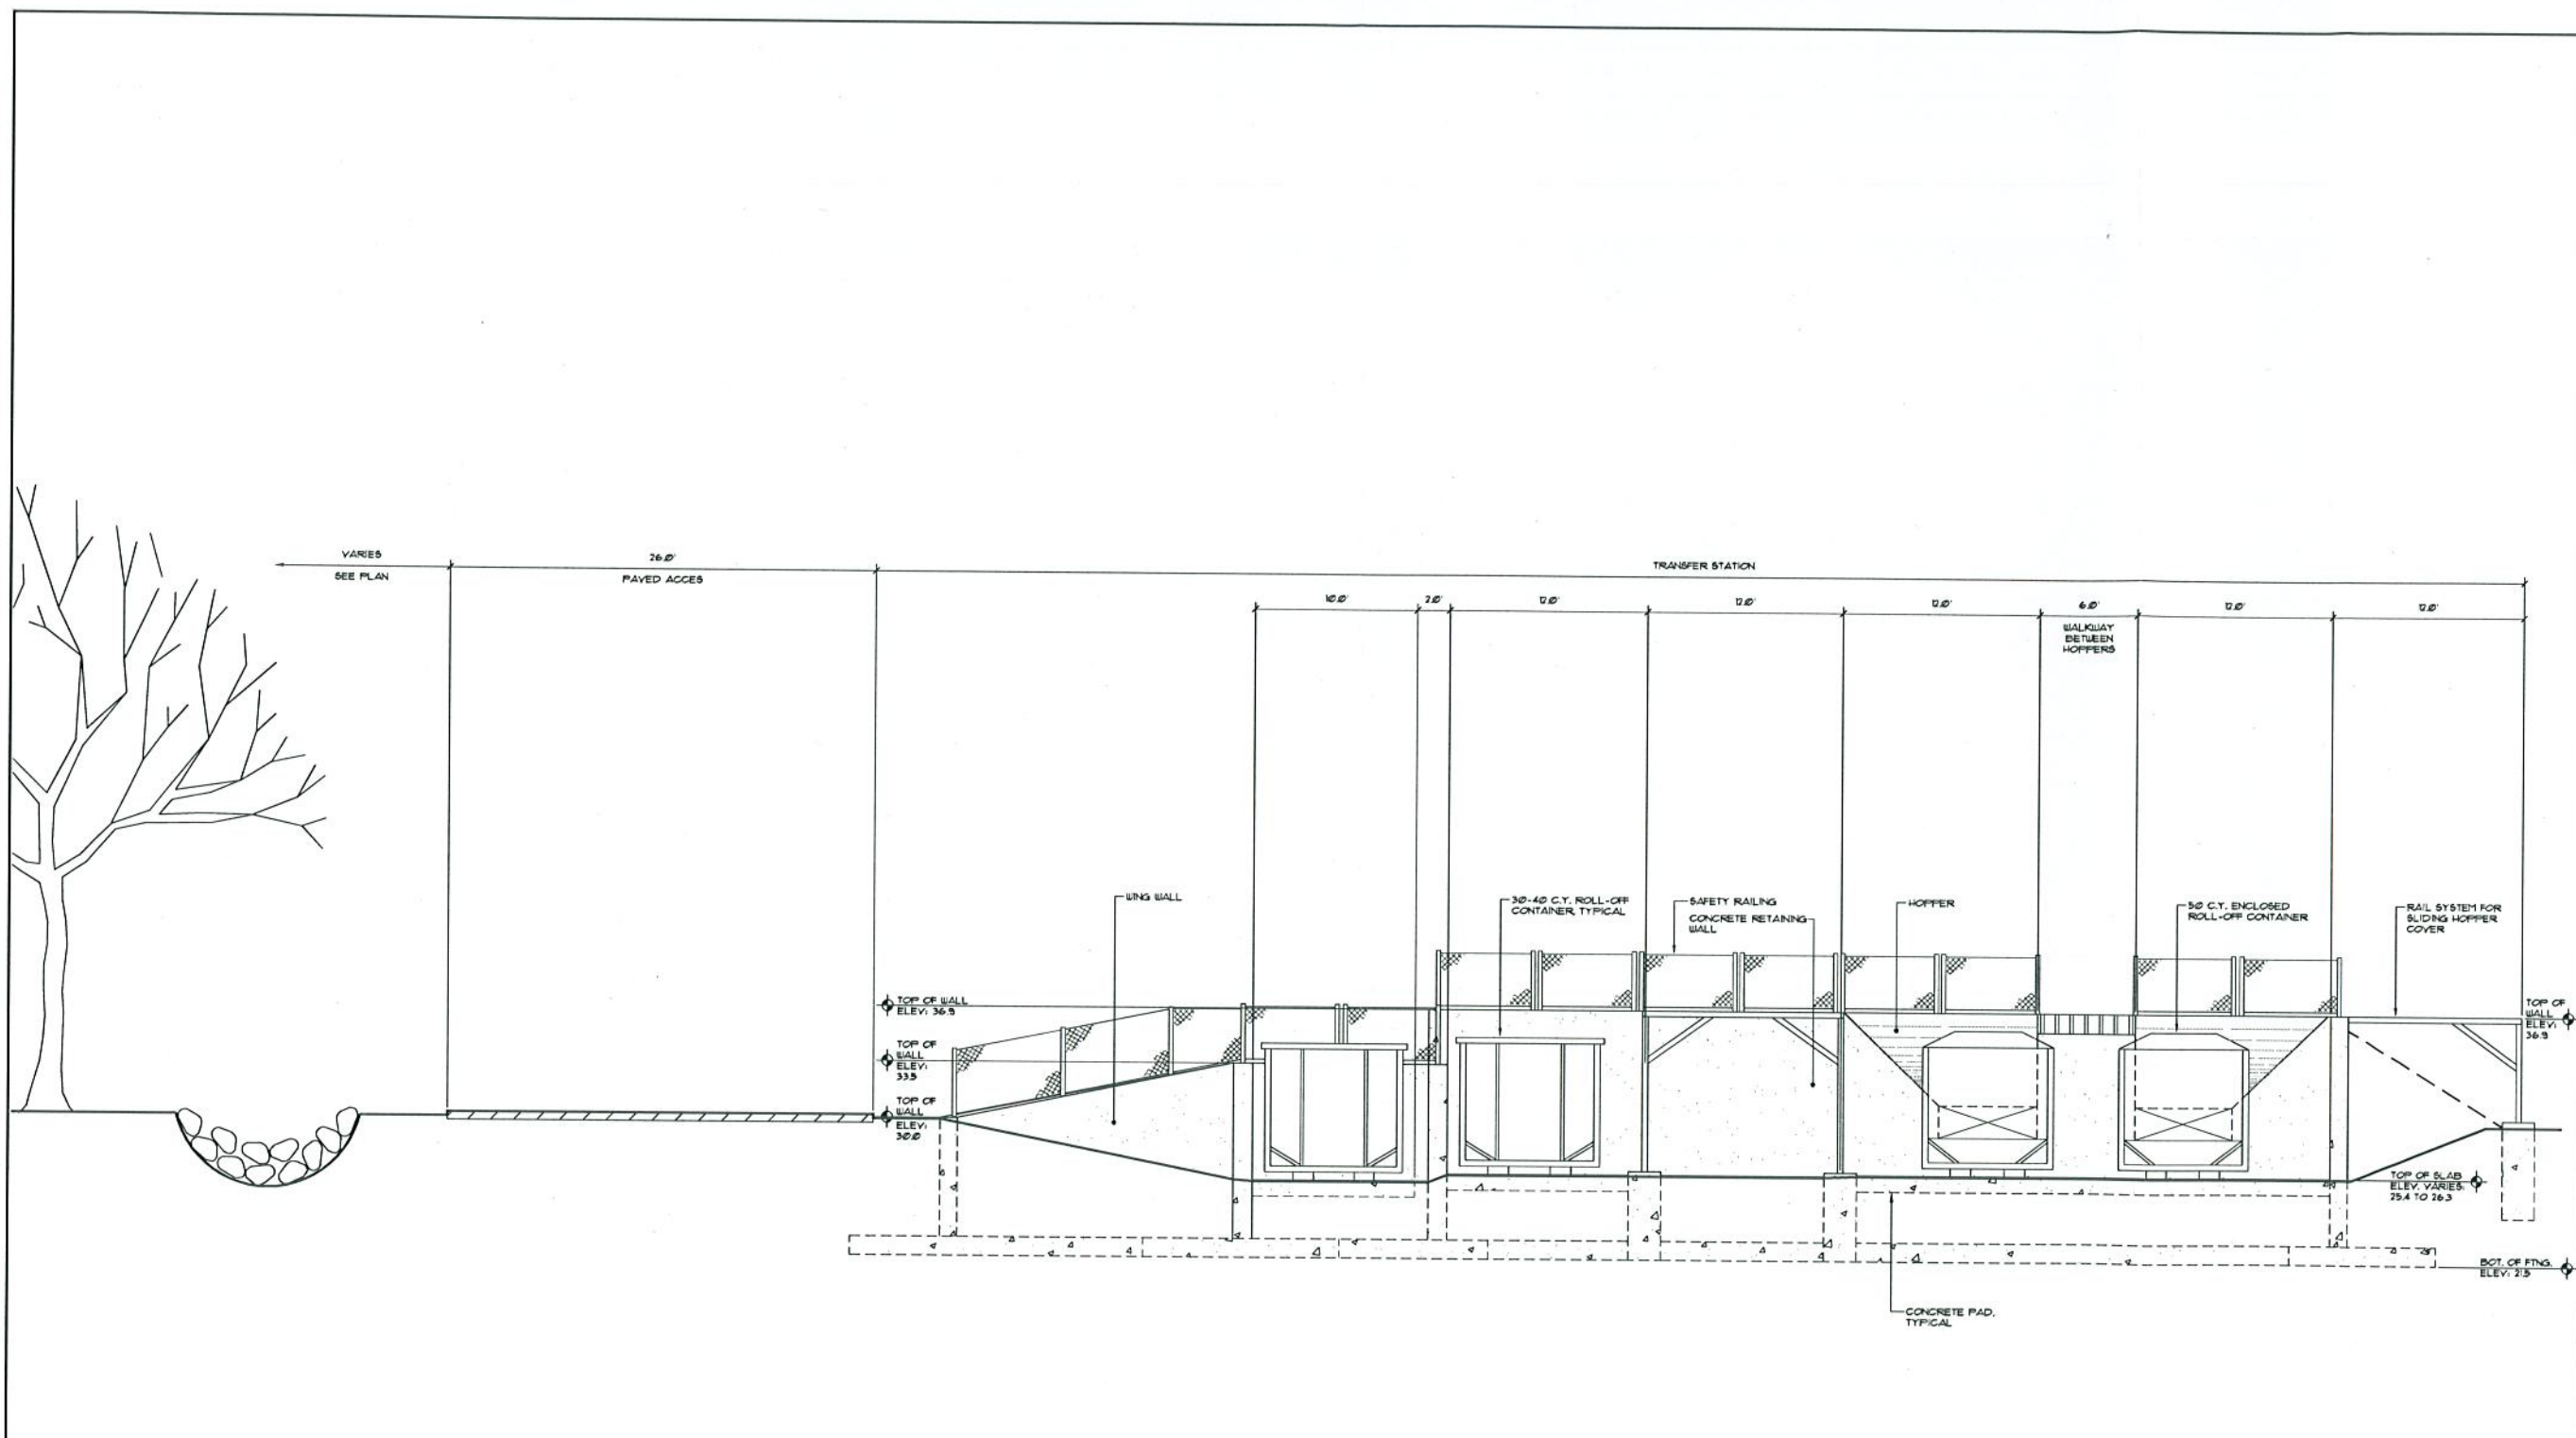 VARIES
SEE PLAN
26.0'
PAVED ACCES
TRANSFER STATION
10.0'
2.0'
12.0'
12.0'
12.0'
6.0'
12.0'
12.0'
WALKWAY
BETWEEN
HOPPERS
WING WALL
30-40 C.Y. ROLL-OFF
CONTAINER, TYPICAL
SAFETY RAILING
CONCRETE RETAINING
WALL
HOPPER
50 C.Y. ENCLOSED
ROLL-OFF CONTAINER
RAIL SYSTEM FOR
SLIDING HOPPER
COVER
TOP OF WALL
ELEV: 36.9
TOP OF
WALL
ELEV:
33.5
TOP OF
WALL
ELEV:
30.0
TOP OF
WALL
ELEV:
36.9
TOP OF SLAB
ELEV. VARIES:
25.4 TO 26.3
BOT. OF FTNG.
ELEV: 21.5
CONCRETE PAD,
TYPICAL